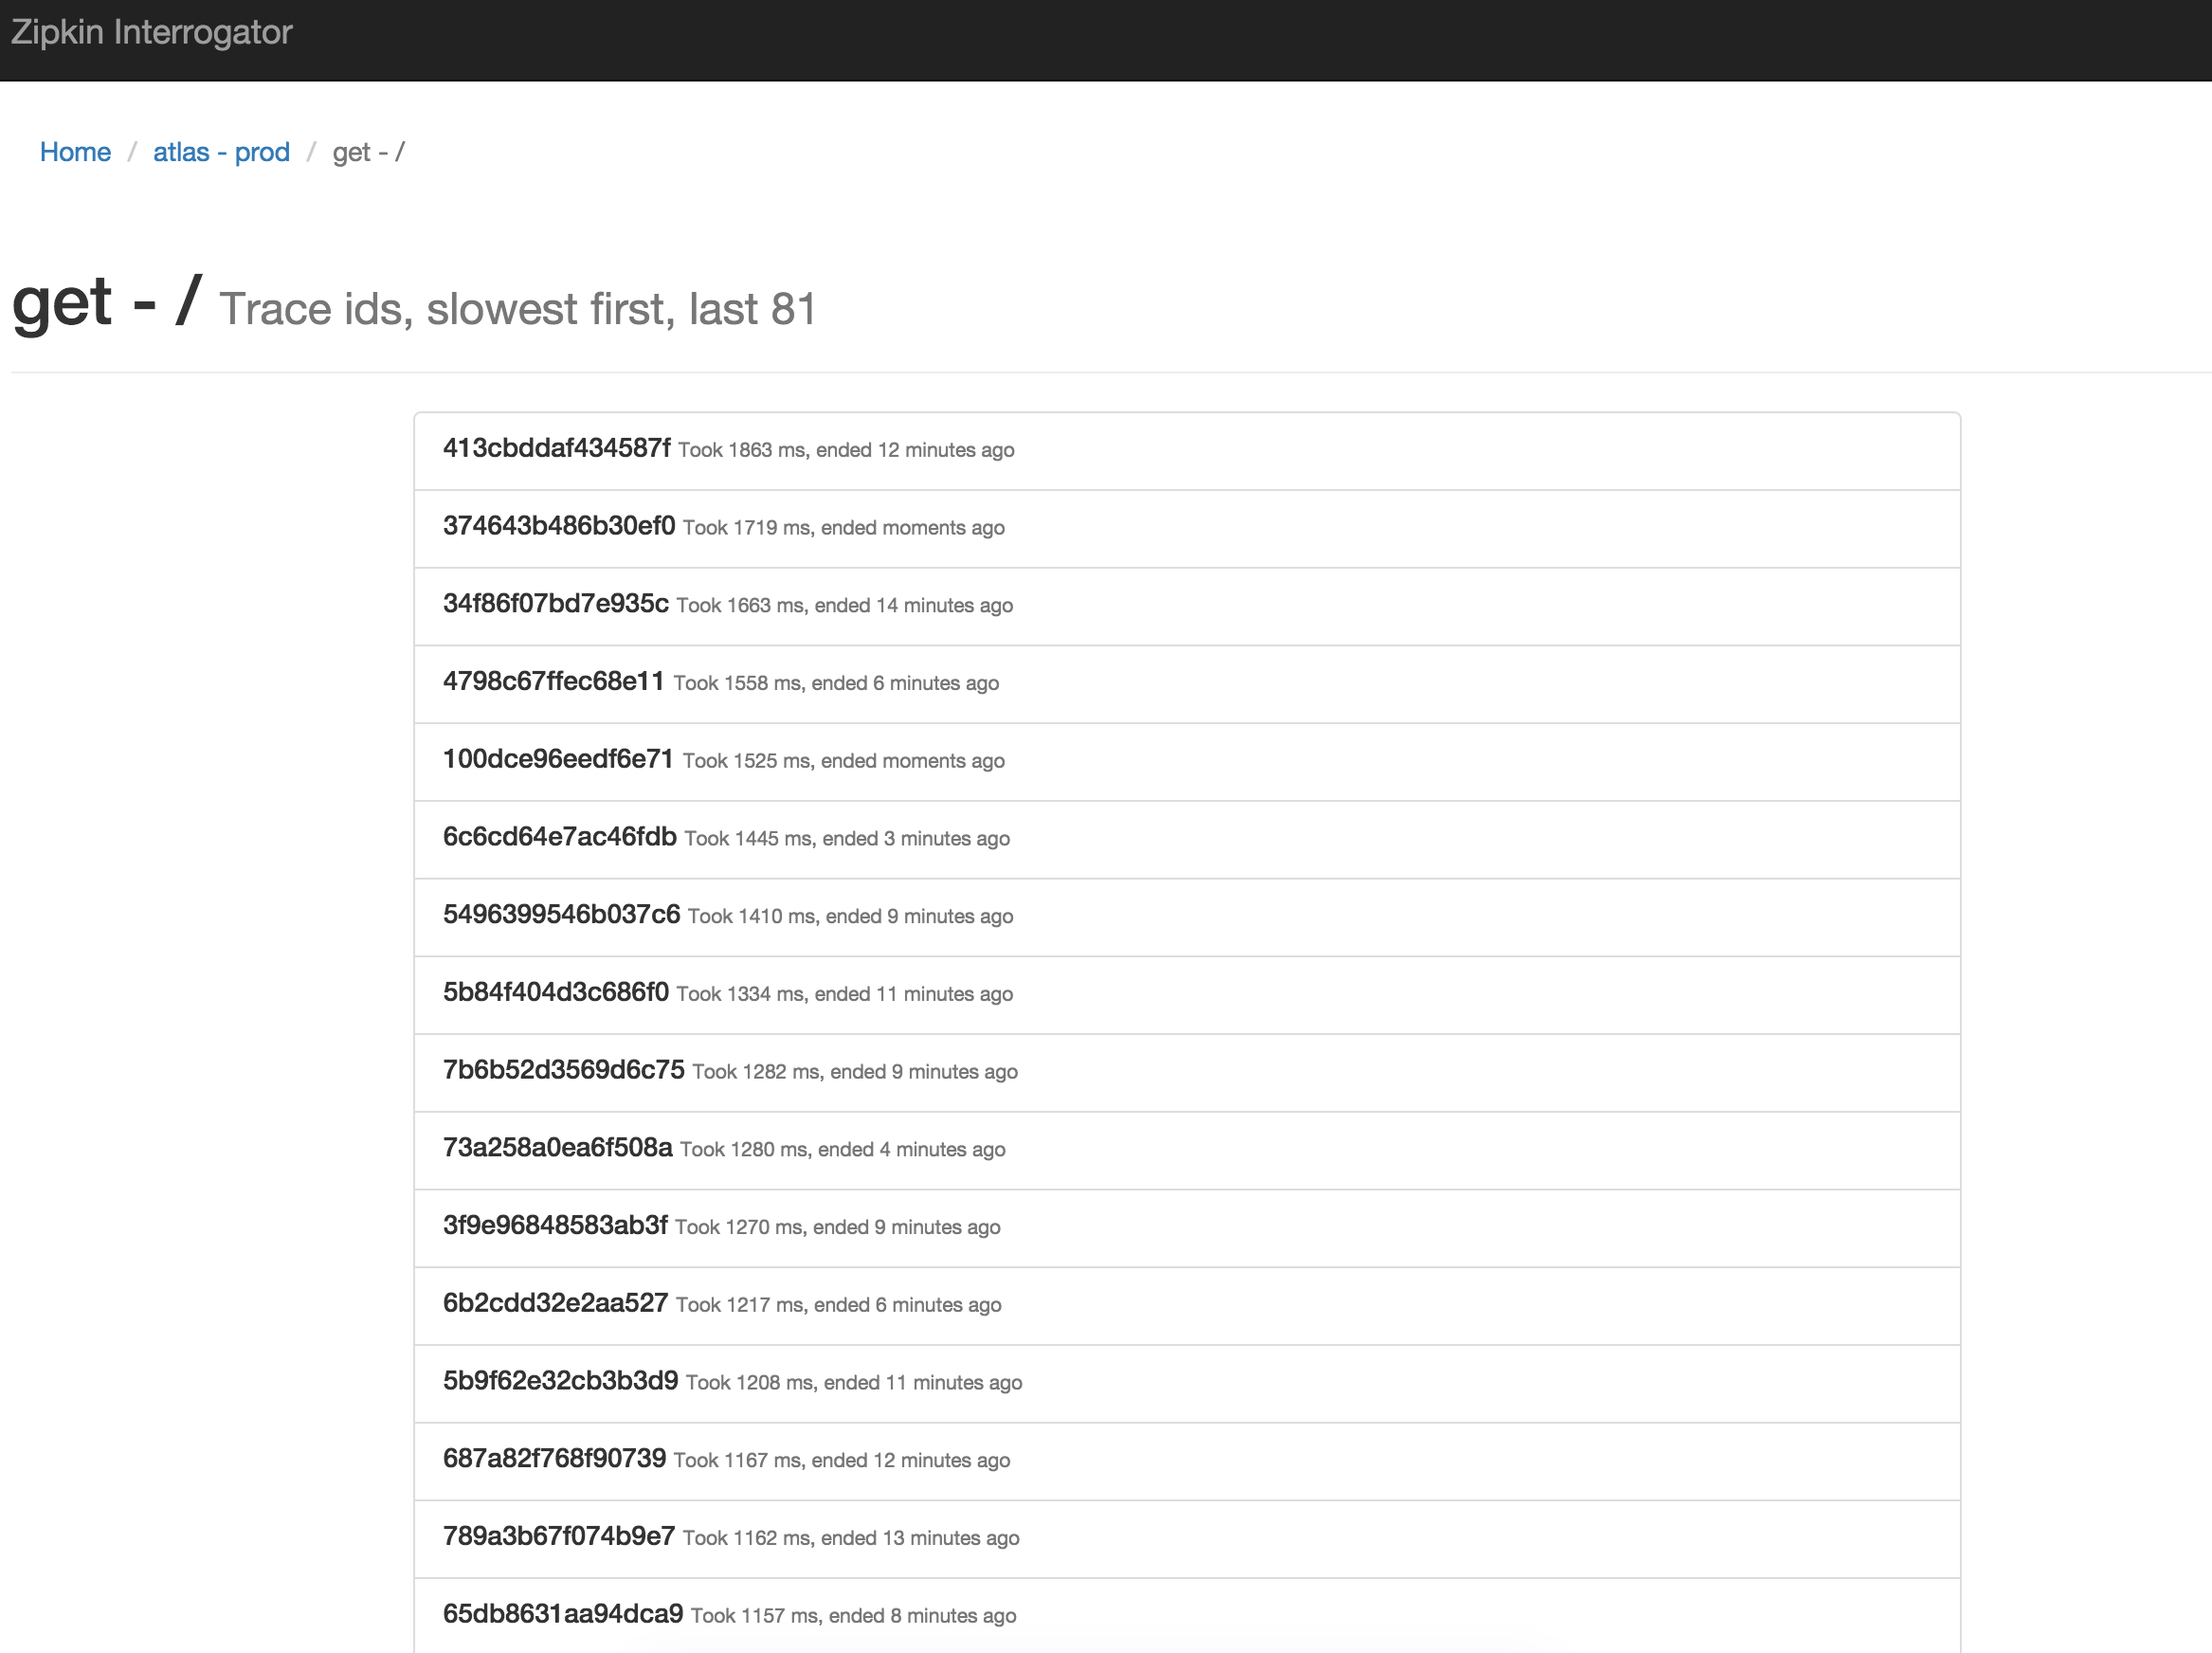 Zipkin Interrogator
Home / atlas - prod / get - /
get - / Trace ids, slowest first, last 81
413cbddaf434587f Took 1863 ms, ended 12 minutes ago
374643b486b30ef0 Took 1719 ms, ended moments ago
34f86f07bd7e935c Took 1663 ms, ended 14 minutes ago
4798c67ffec68e11 Took 1558 ms, ended 6 minutes ago
100dce96eedf6e71 Took 1525 ms, ended moments ago
6c6cd64e7ac46fdb Took 1445 ms, ended 3 minutes ago
5496399546b037c6 Took 1410 ms, ended 9 minutes ago
5b84f404d3c686f0 Took 1334 ms, ended 11 minutes ago
7b6b52d3569d6c75 Took 1282 ms, ended 9 minutes ago
73a258a0ea6f508a Took 1280 ms, ended 4 minutes ago
3f9e96848583ab3f Took 1270 ms, ended 9 minutes ago
6b2cdd32e2aa527 Took 1217 ms, ended 6 minutes ago
5b9f62e32cb3b3d9 Took 1208 ms, ended 11 minutes ago
687a82f768f90739 Took 1167 ms, ended 12 minutes ago
789a3b67f074b9e7 Took 1162 ms, ended 13 minutes ago
65db8631aa94dca9 Took 1157 ms, ended 8 minutes ago